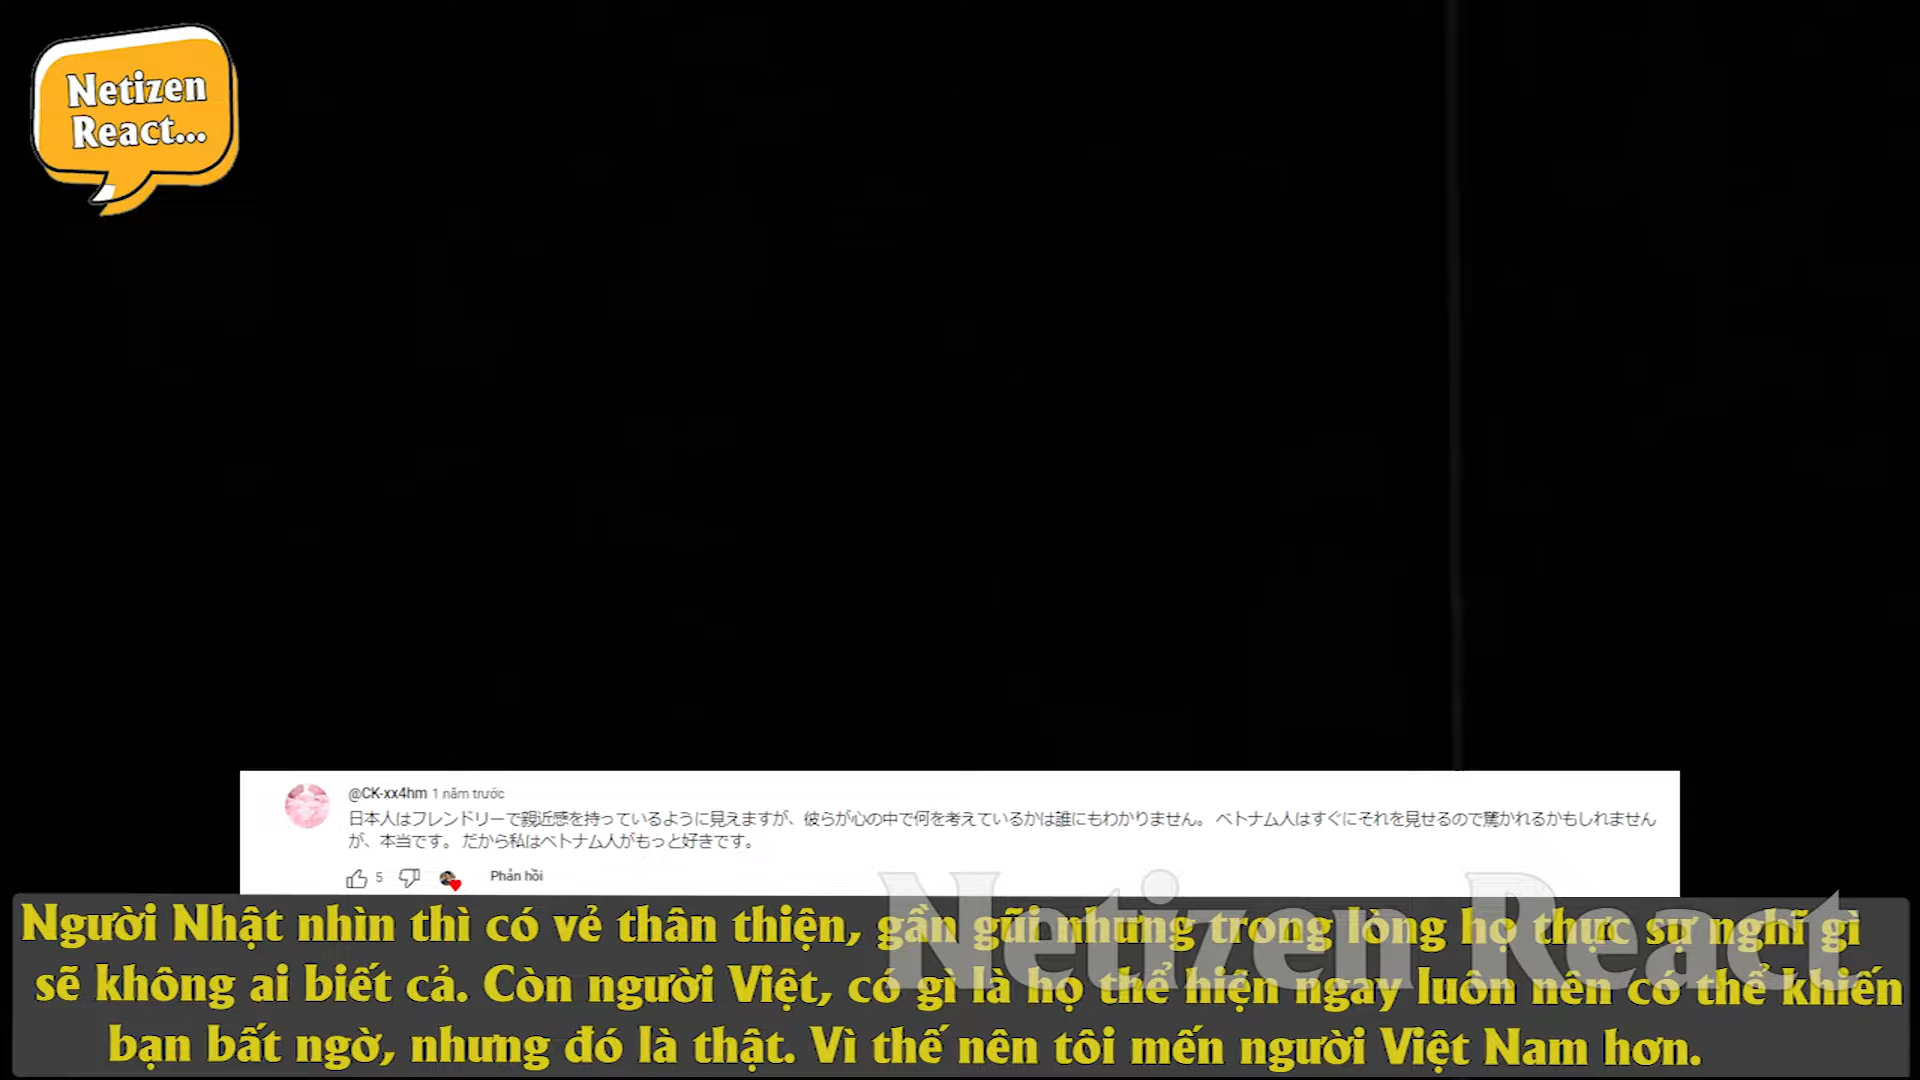 Netizen
React...
@CK-xx4hm 1 năm trước
日本人はフレンドリーで親近感を持っているように見えますが、彼らが心の中で何を考えているかは誰にもわかりません。 ベトナム人はすぐにそれを見せるので驚かれるかもしれません
が、本当です。 だから私はベトナム人がもっと好きです。
5 Phản hồi
Netizen React
Người Nhật nhìn thì có vẻ thân thiện, gần gũi nhưng trong lòng họ thực sự nghĩ gì
sẽ không ai biết cả. Còn người Việt, có gì là họ thể hiện ngay luôn nên có thể khiến
bạn bất ngờ, nhưng đó là thật. Vì thế nên tôi mến người Việt Nam hơn.